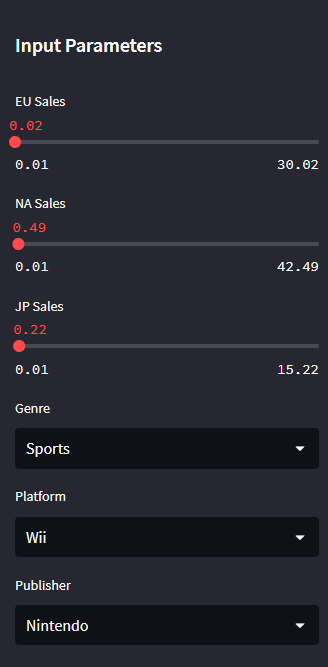 Input Parameters
EU Sales
0.02
0.01 30.02
NA Sales
0.49
0.01 42.49
JP Sales
0.22
0.01 15.22
Genre
Sports
Platform
Wii
Publisher
Nintendo